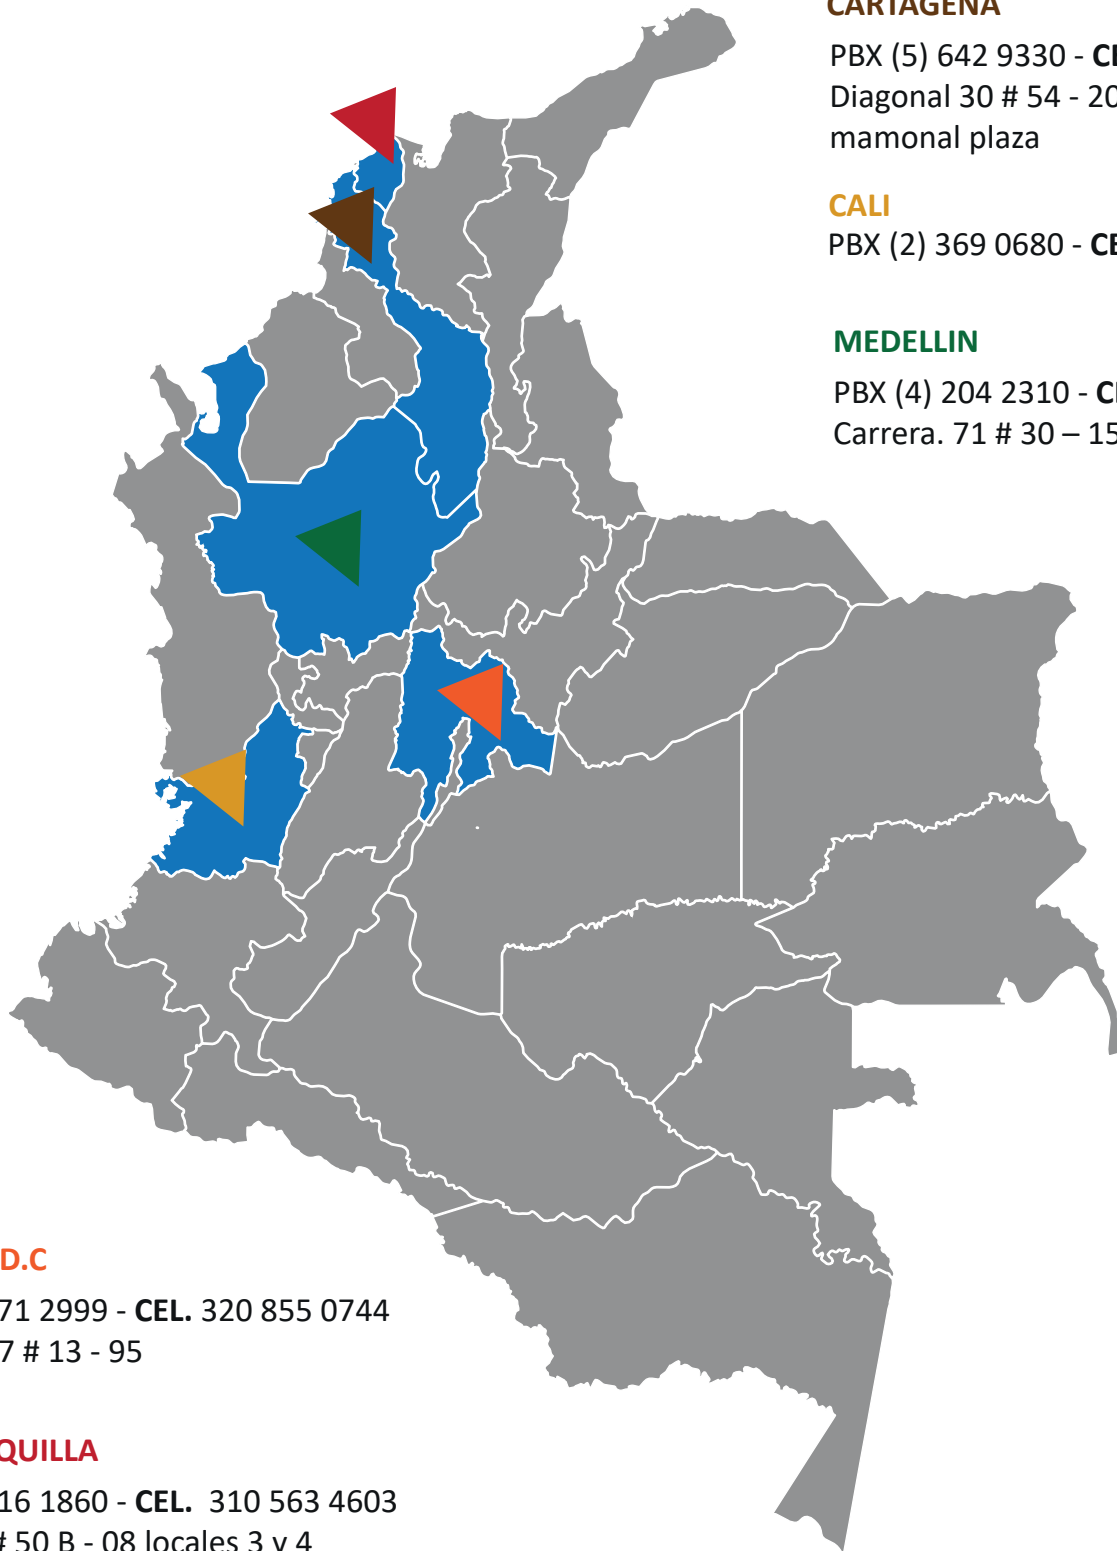 CARTAGENA
PBX (5) 642 9330 -
Diagonal 30 # 54 - 20
mamonal plaza
CALI
PBX (2) 369 0680 -
MEDELLIN
PBX (4) 204 2310 -
Carrera. 71 # 30 – 15
D.C
71 2999 - CEL. 320 855 0744
7 # 13 - 95
QUILLA
16 1860 - CEL. 310 563 4603
# 50 B - 08 locales 3 y 4